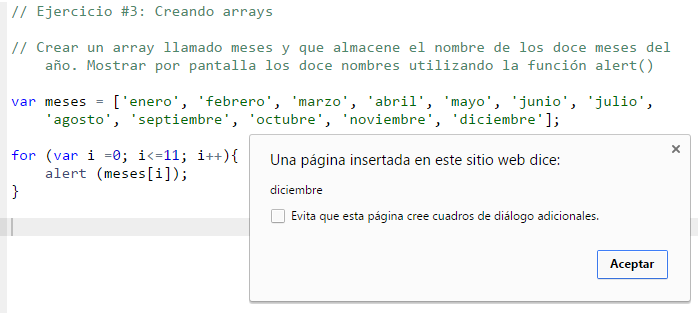 // Ejercicio #3: Creando arrays
// Crear un array llamado meses y que almacene el nombre de los doce meses del
año. Mostrar por pantalla los doce nombres utilizando la función alert()
var meses = ['enero', 'febrero', 'marzo', 'abril', 'mayo', 'junio', 'julio',
'agosto', 'septiembre', 'octubre', 'noviembre', 'diciembre'];
for (var i =0; i<=11; i++){
alert (meses[i]);
}
Una página insertada en este sitio web dice:
diciembre
Evita que esta página cree cuadros de diálogo adicionales.
Aceptar